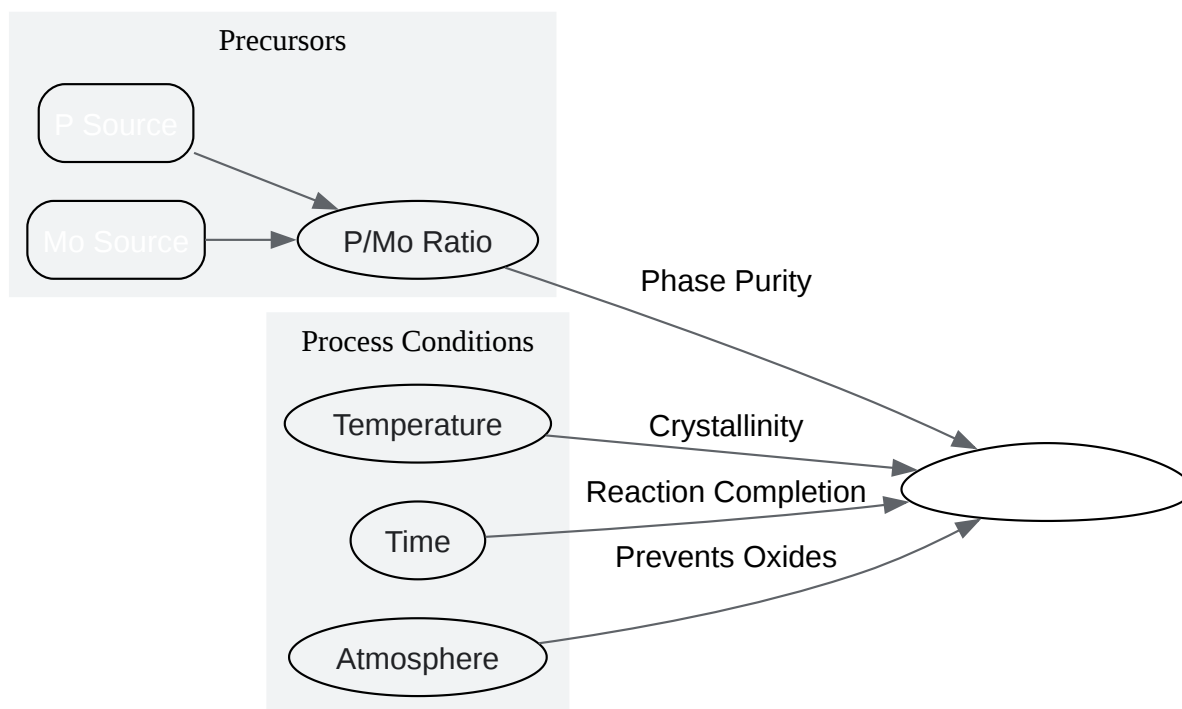 Precursors
P Source
Mo Source
P/Mo Ratio
Phase Purity
Process Conditions
Temperature
Crystallinity
Reaction Completion
Time
Prevents Oxides
Atmosphere